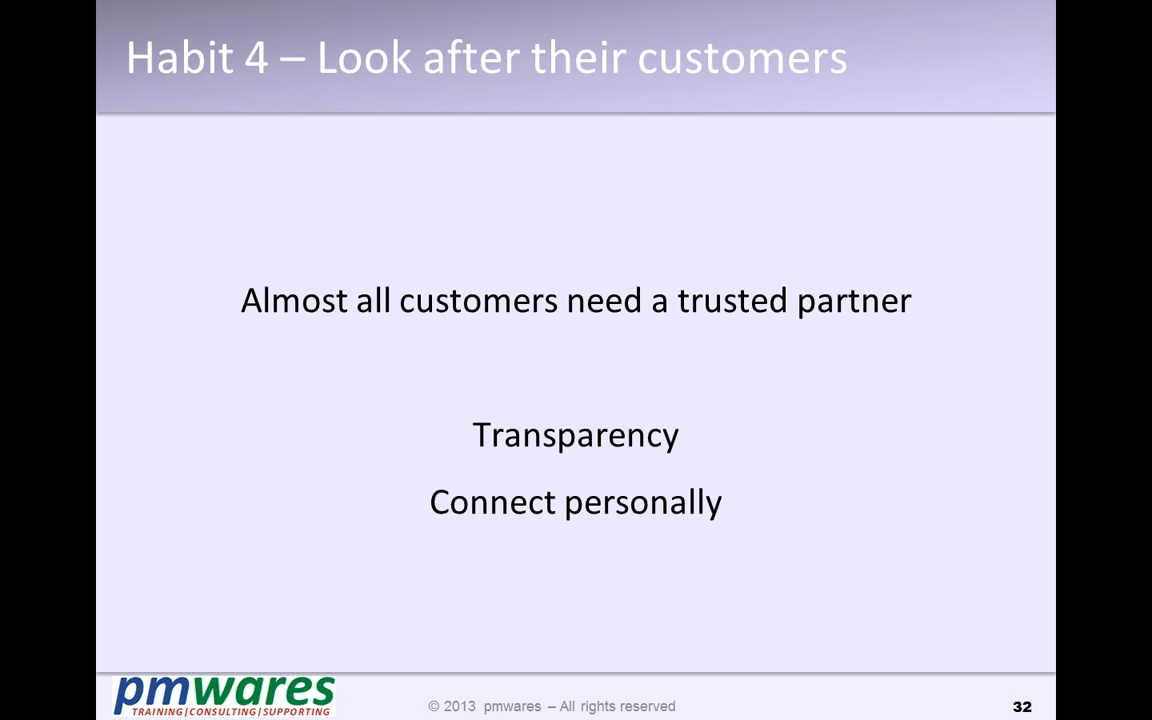 Habit 4 – Look after their customers
Almost all customers need a trusted partner
Transparency
Connect personally
pmwares
TRAINING|CONSULTING|SUPPORTING
© 2013 pmwares – All rights reserved
32